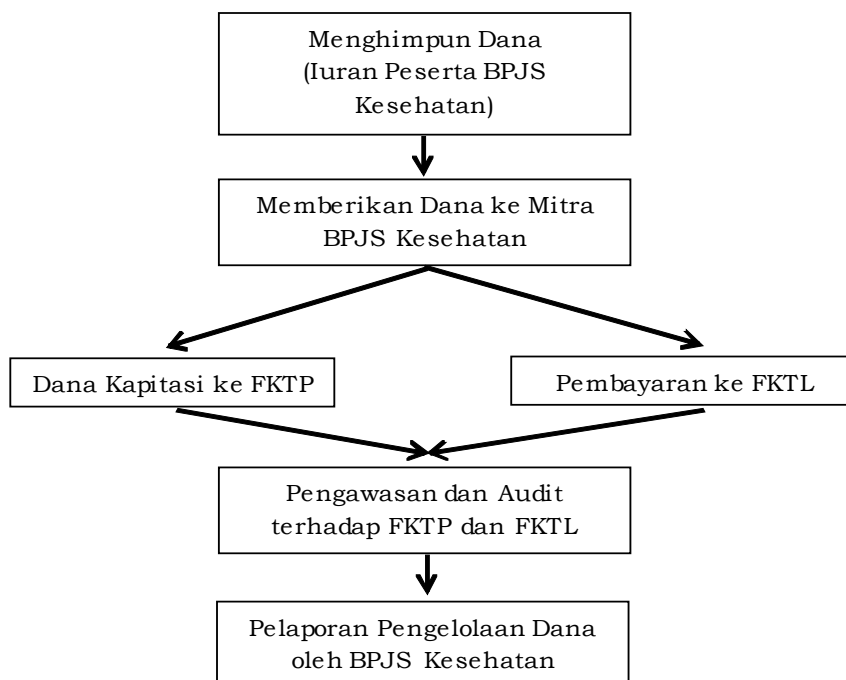 Menghimpun Dana
(Iuran Peserta BPJS
Kesehatan)
Memberikan Dana ke Mitra
BPJS Kesehatan
Dana Kapitasi ke FKTP
Pembayaran ke FKTL
Pengawasan dan Audit
terhadap FKTP dan FKTL
Pelaporan Pengelolaan Dana
oleh BPJS Kesehatan